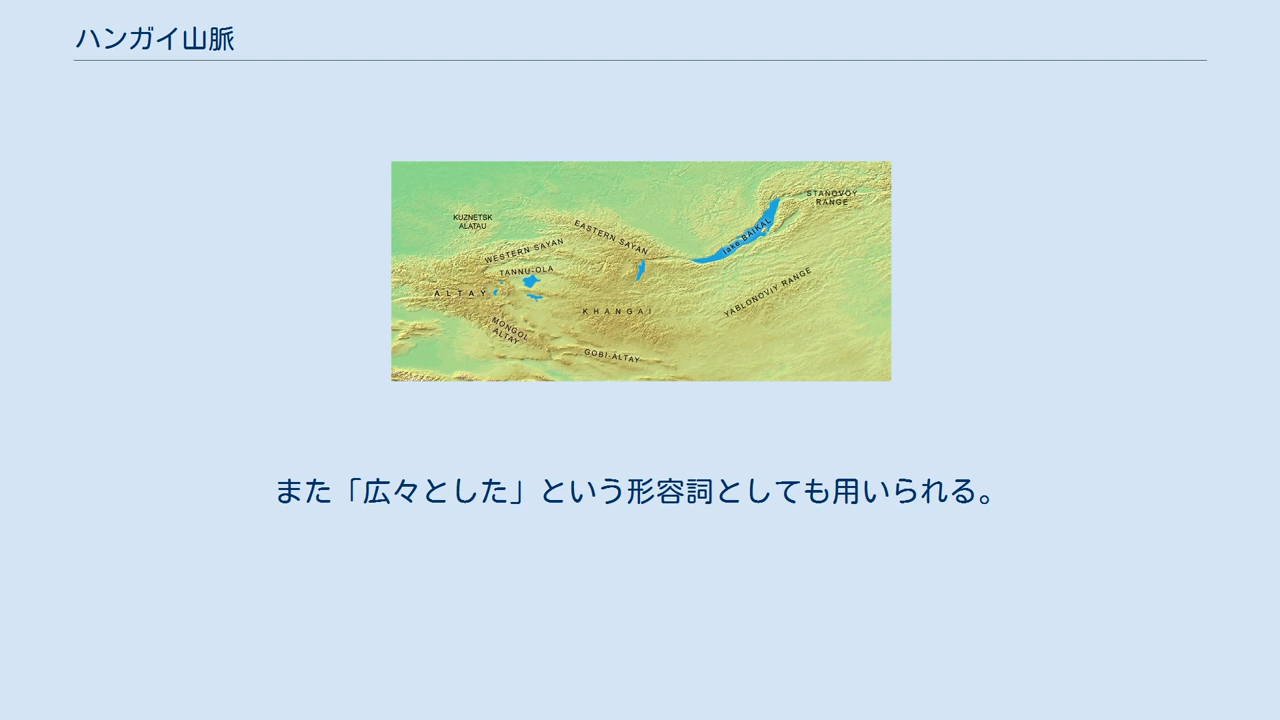 ハンガイ山脈
STANOVOY
RANGE
KUZNETSK
ALATAU
EASTERN SAYAN
lake BAIKAL
WESTERN SAYAN
TANNU-OLA
ALTAY
YABLONOVIY RANGE
KHANGAI
MONGOL
ALTAY
GOBI-ALTAY
また「広々とした」という形容詞としても用いられる。